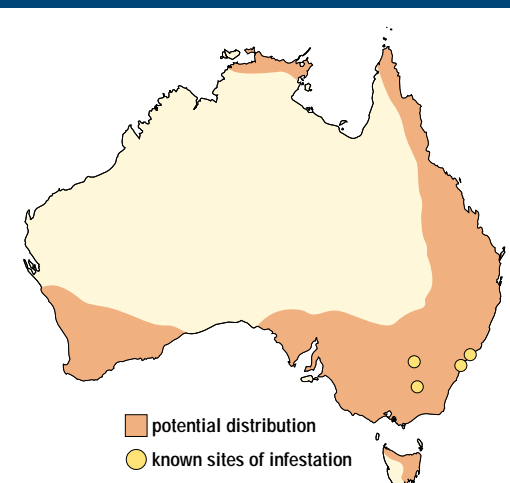 potential distribution
known sites of infestation